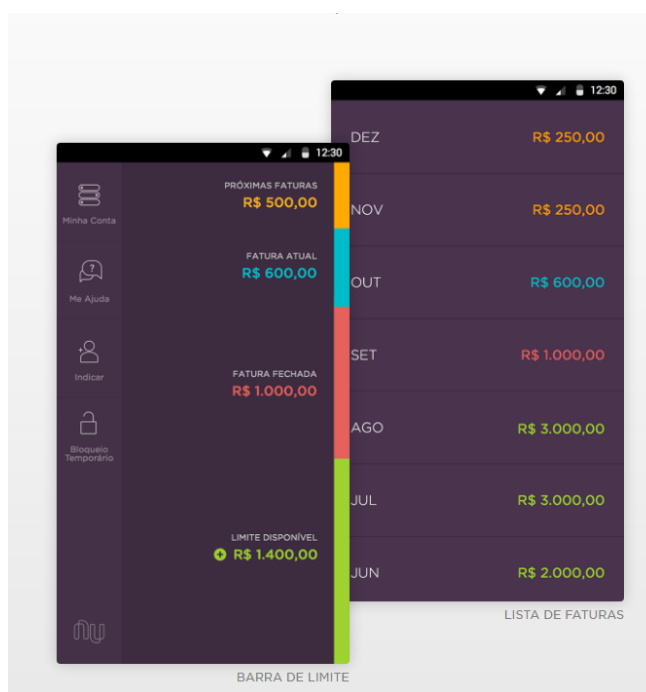 12:30
PRÓXIMAS FATURAS
R$ 500,00
Minha Conta
FATURA ATUAL
R$ 600,00
Me Ajuda
FATURA FECHADA
R$ 1.000,00
Indicar
Bloqueio
Temporário
LIMITE DISPONÍVEL
R$ 1.400,00
nu
BARRA DE LIMITE
12:30
DEZ R$ 250,00
NOV R$ 250,00
OUT R$ 600,00
SET R$ 1.000,00
AGO R$ 3.000,00
JUL R$ 3.000,00
JUN R$ 2.000,00
LISTA DE FATURAS